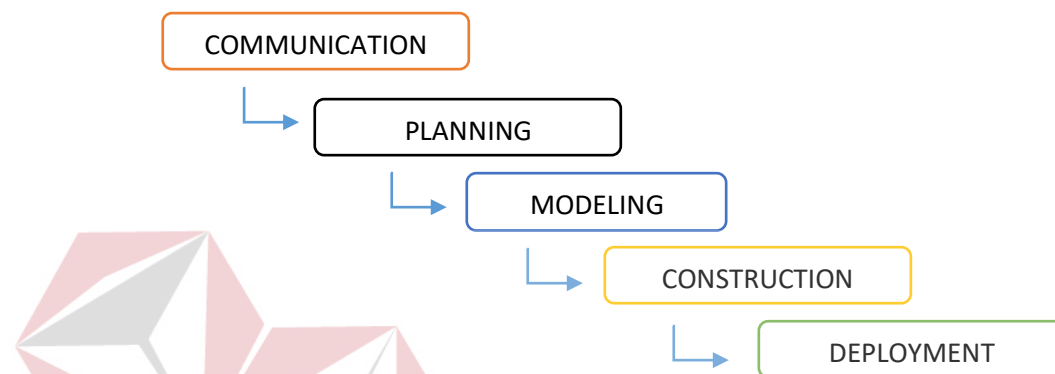 COMMUNICATION
PLANNING
MODELING
CONSTRUCTION
DEPLOYMENT